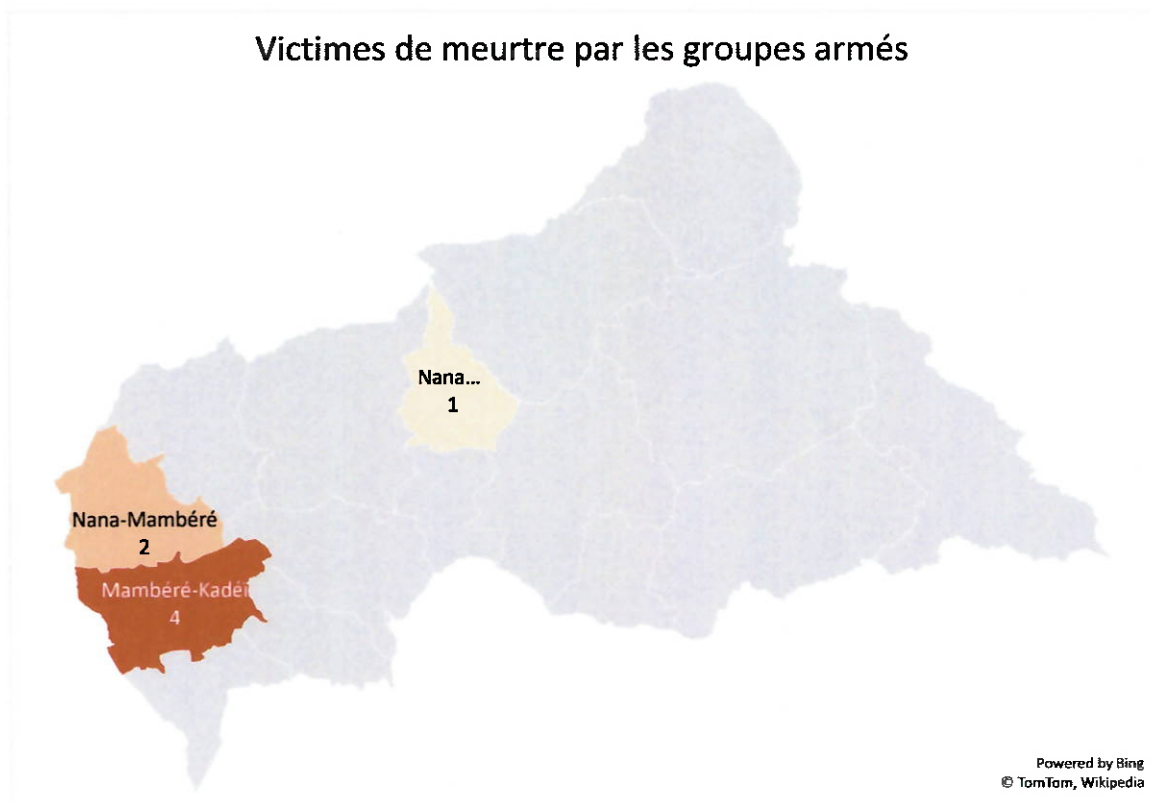 Victimes de meurtre par les groupes armés
Nana...
1
Nana-Mambéré
2
Mambéré-Kadéï
4
Powered by Bing
© TomTom, Wikipedia